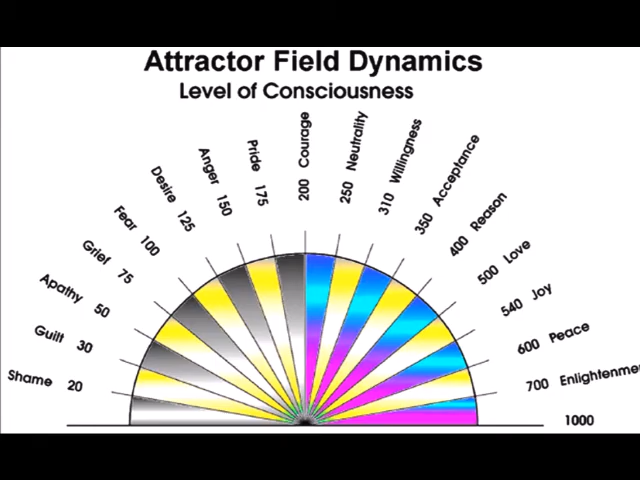 Attractor Field Dynamics
Level of Consciousness
Shame 20
Guilt 30
Apathy 50
Grief 75
Fear 100
Desire 125
Anger 150
Pride 175
200 Courage
250 Neutrality
310 Willingness
350 Acceptance
400 Reason
500 Love
540 Joy
600 Peace
700 Enlightenme
1000